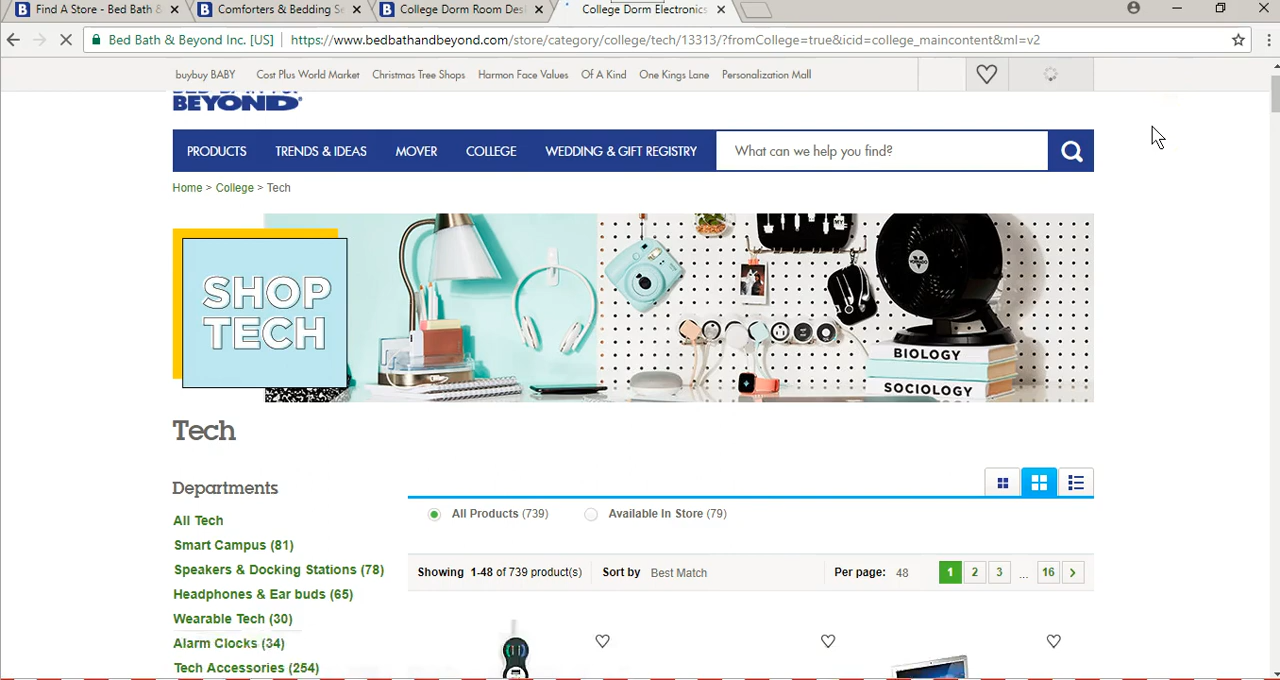 Find A Store - Bed Bath &
Comforters & Bedding Se
College Dorm Room Des
College Dorm Electronics
Bed Bath & Beyond Inc. [US]
https://www.bedbathandbeyond.com/store/category/college/tech/13313/?fromCollege=true&icid=college_maincontent&ml=v2
buybuy BABY Cost Plus World Market Christmas Tree Shops Harmon Face Values Of A Kind One Kings Lane Personalization Mall
BED BATH &
BEYOND
PRODUCTS TRENDS & IDEAS MOVER COLLEGE WEDDING & GIFT REGISTRY What can we help you find?
Home > College > Tech
SHOP
TECH
VORNADO
BIOLOGY
SOCIOLOGY
Tech
Departments
All Products (739) Available In Store (79)
All Tech
Smart Campus (81)
Speakers & Docking Stations (78)
Showing 1-48 of 739 product(s) Sort by Best Match Per page: 48 1 2 3 ... 16 >
Headphones & Ear buds (65)
Wearable Tech (30)
Alarm Clocks (34)
Tech Accessories (254)